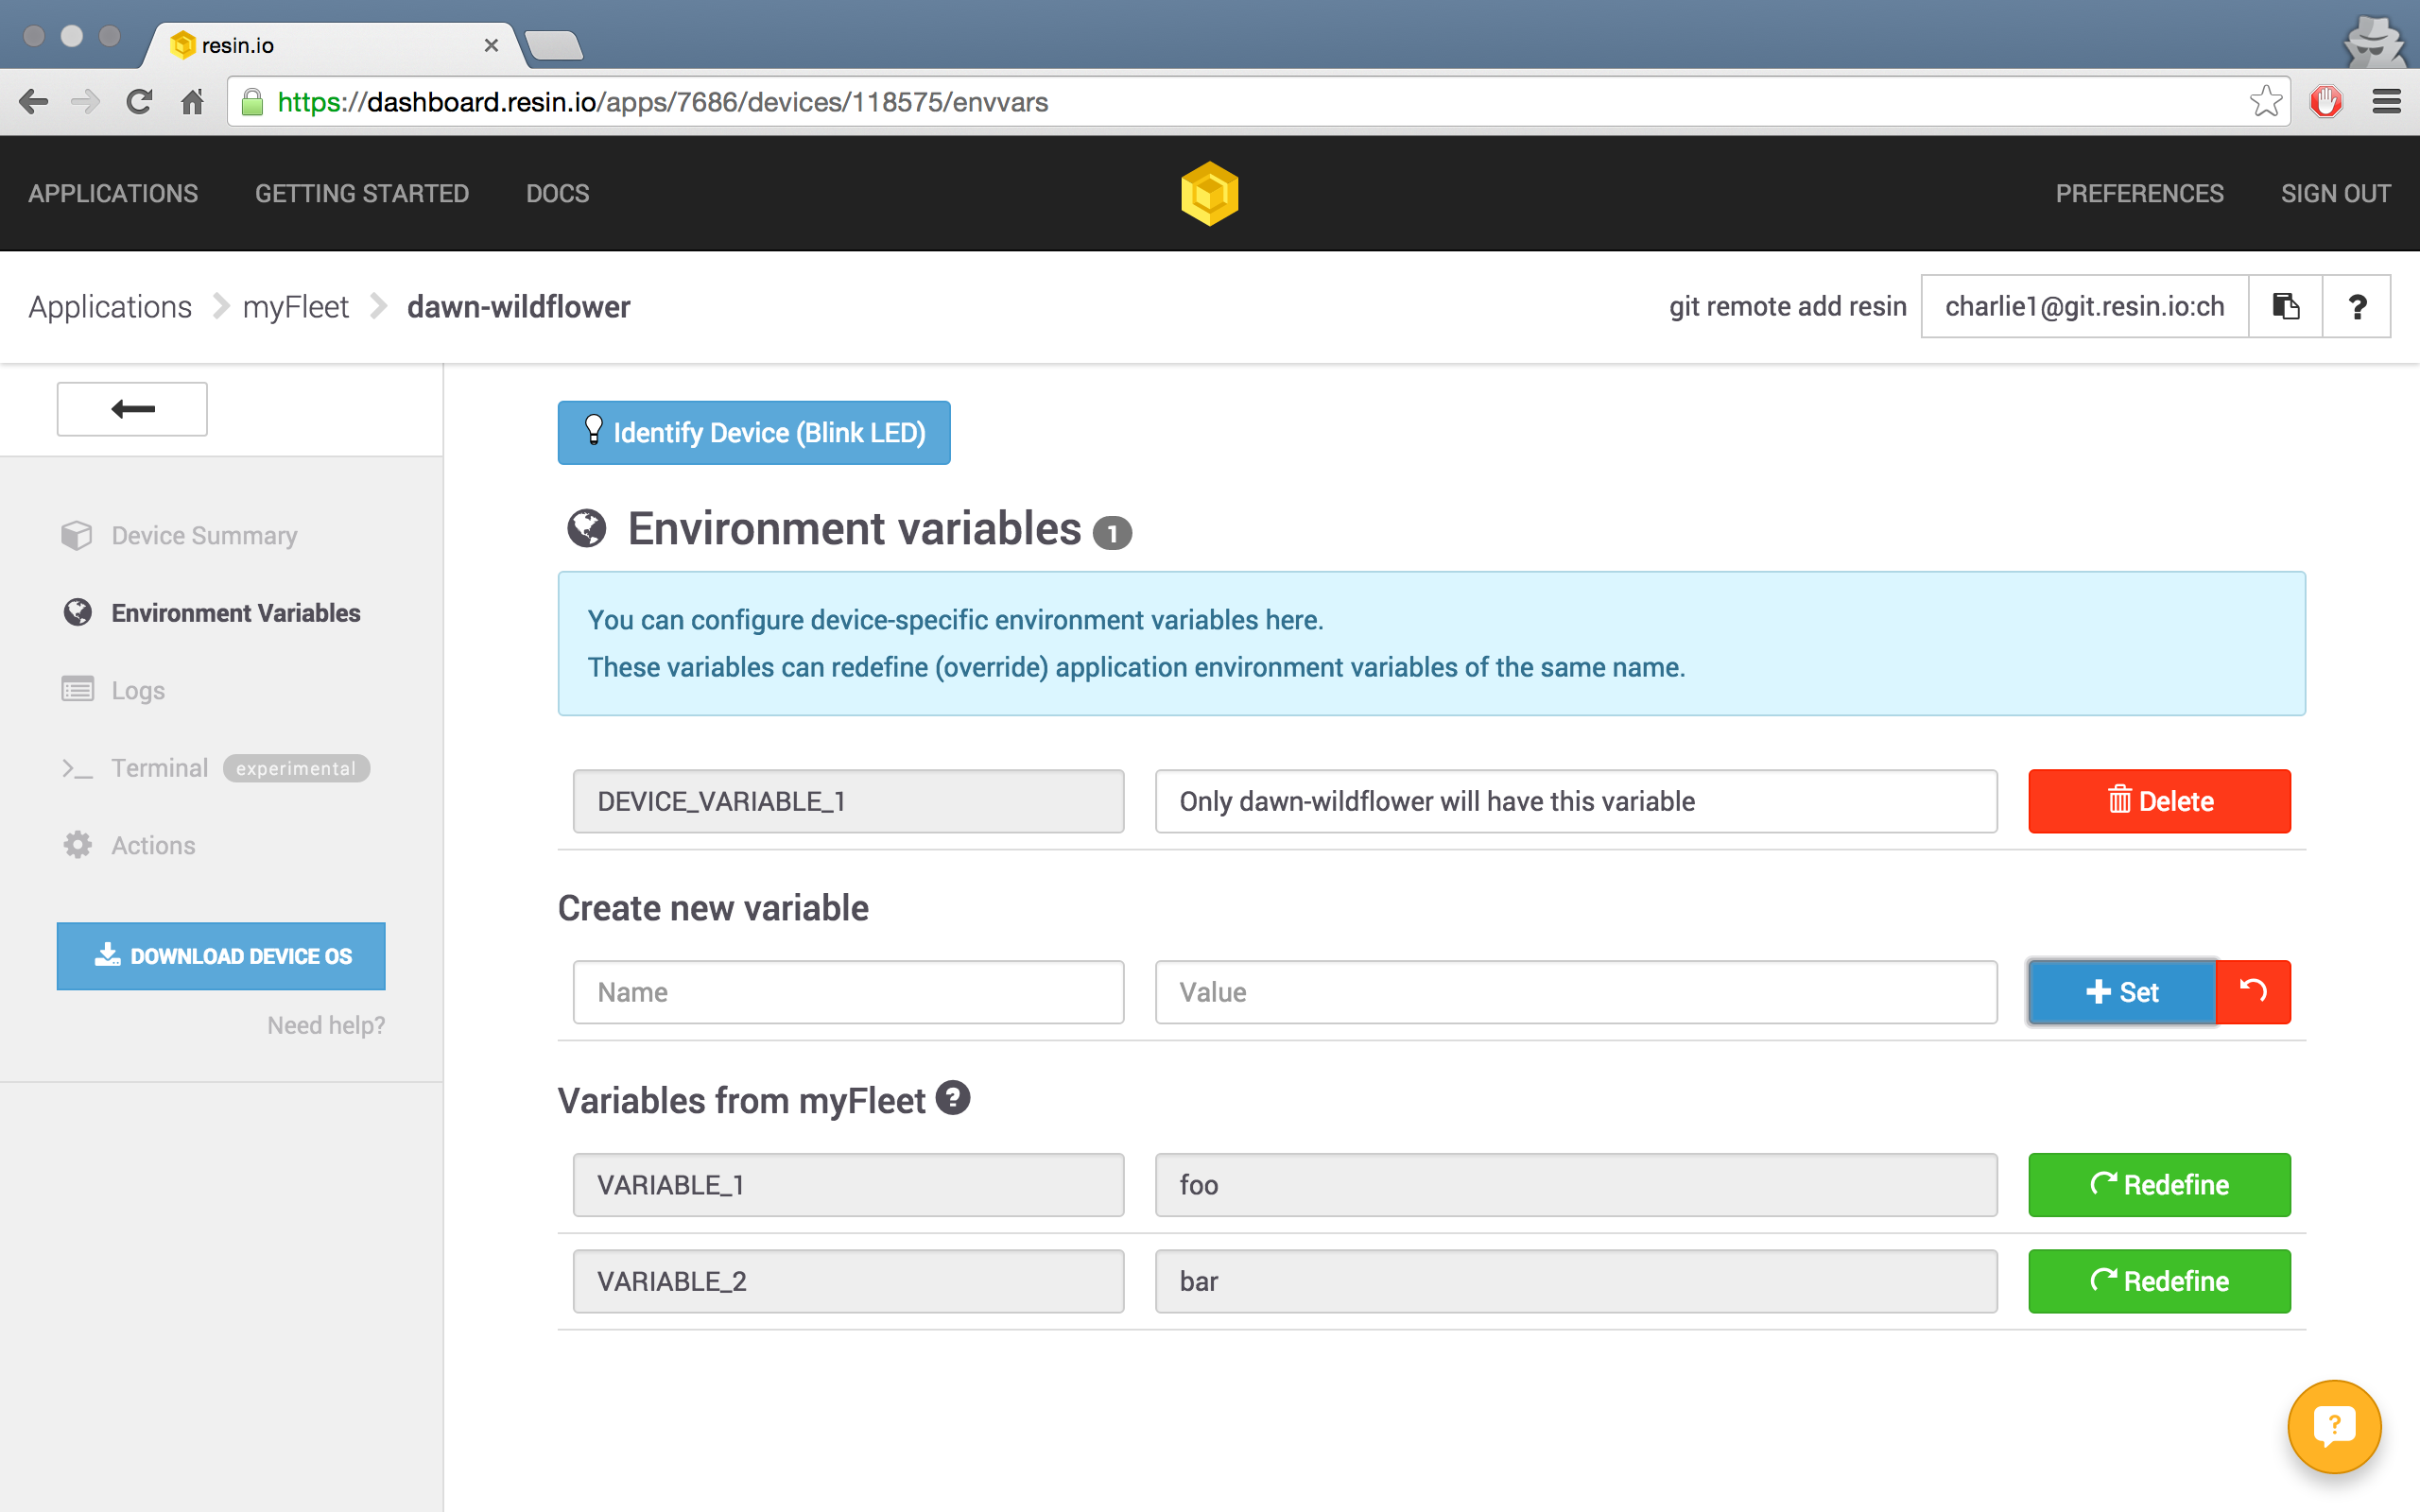 resin.io
https://dashboard.resin.io/apps/7686/devices/118575/envvars
APPLICATIONS GETTING STARTED DOCS PREFERENCES SIGN OUT
Applications myFleet dawn-wildflower git remote add resin charlie1@git.resin.io:ch ?
Identify Device (Blink LED)
Environment variables 1
You can configure device-specific environment variables here.
These variables can redefine (override) application environment variables of the same name.
Device Summary
Environment Variables
Logs
Terminal experimental
Actions
DOWNLOAD DEVICE OS
Need help?
DEVICE_VARIABLE_1 Only dawn-wildflower will have this variable Delete
Create new variable
Name Value Set
Variables from myFleet ?
VARIABLE_1 foo Redefine
VARIABLE_2 bar Redefine
?